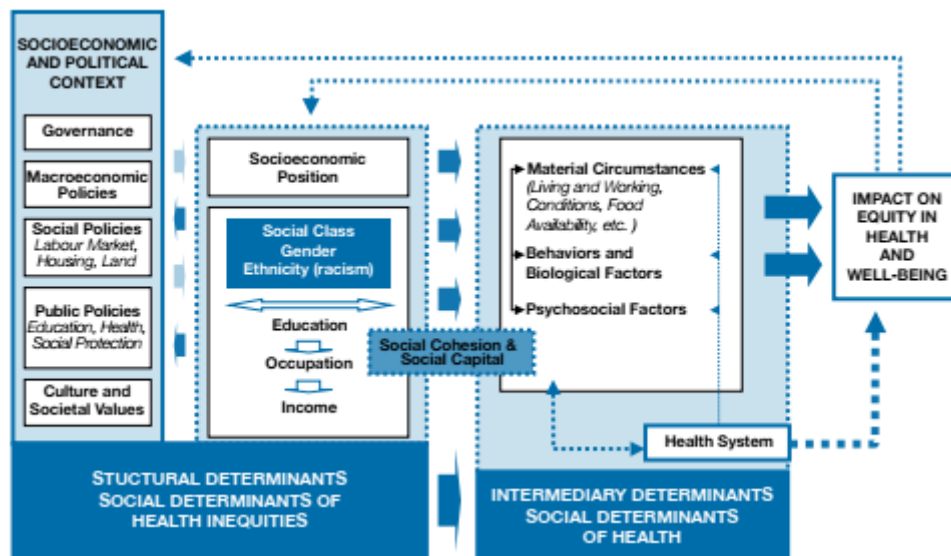 SOCIOECONOMIC
AND POLITICAL
CONTEXT
Governance
Macroeconomic
Policies
Social Policies
Labour Market,
Housing, Land
Public Policies
Education, Health,
Social Protection
Culture and
Societal Values
Socioeconomic
Position
Social Class
Gender
Ethnicity (racism)
Education
Occupation
Income
Social Cohesion &
Social Capital
Material Circumstances
(Living and Working,
Conditions, Food
Availability, etc. )
Behaviors and
Biological Factors
Psychosocial Factors
Health System
IMPACT ON
EQUITY IN
HEALTH
AND
WELL-BEING
STUCTURAL DETERMINANTS
SOCIAL DETERMINANTS OF
HEALTH INEQUITIES
INTERMEDIARY DETERMINANTS
SOCIAL DETERMINANTS
OF HEALTH